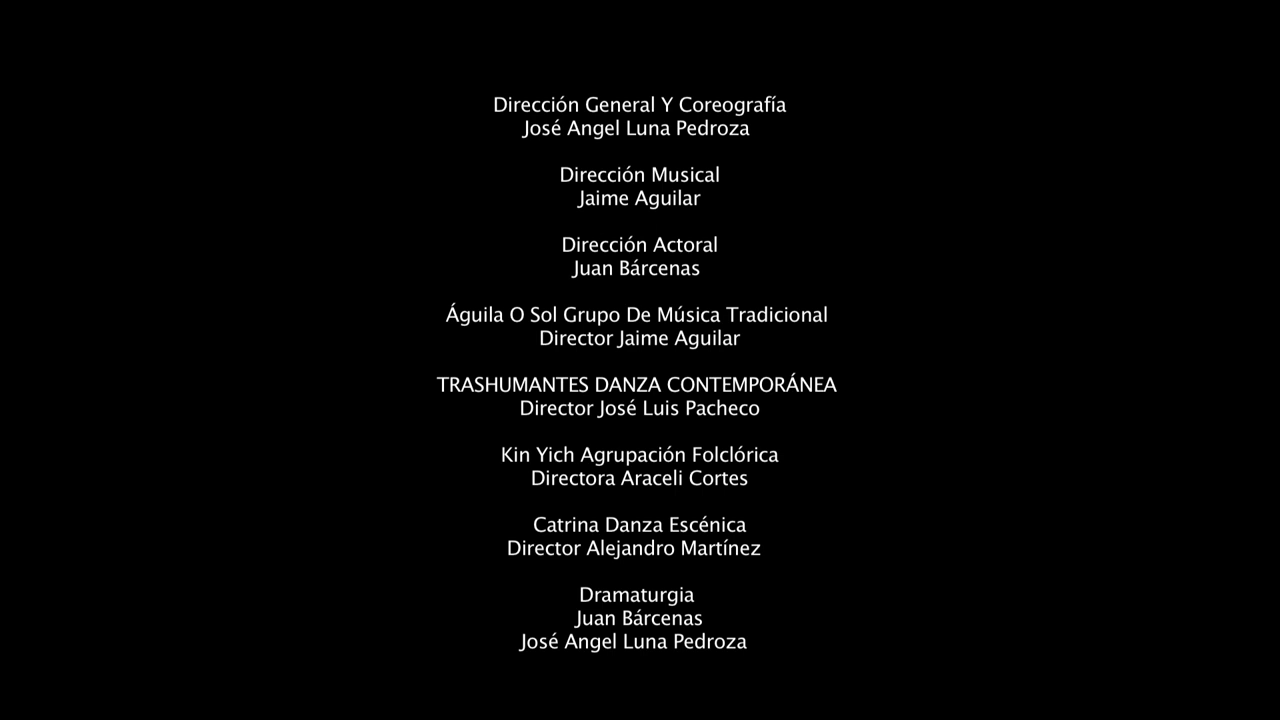 Dirección General Y Coreografía
José Angel Luna Pedroza
Dirección Musical
Jaime Aguilar
Dirección Actoral
Juan Bárcenas
Águila O Sol Grupo De Música Tradicional
Director Jaime Aguilar
TRASHUMANTES DANZA CONTEMPORÁNEA
Director José Luis Pacheco
Kin Yich Agrupación Folclórica
Directora Araceli Cortes
Catrina Danza Escénica
Director Alejandro Martínez
Dramaturgia
Juan Bárcenas
José Angel Luna Pedroza